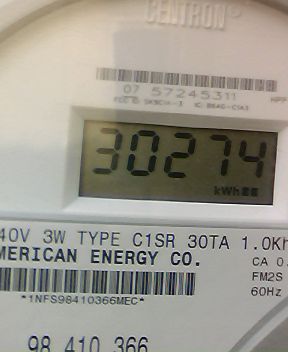 CENTRON®
07 57245311
30274
kWh
40V 3W TYPE C1SR 30TA 1.0Kh
MERICAN ENERGY CO.
CA 0.
*1NFS98410366MEC*
FM2S
60Hz
98 410 366